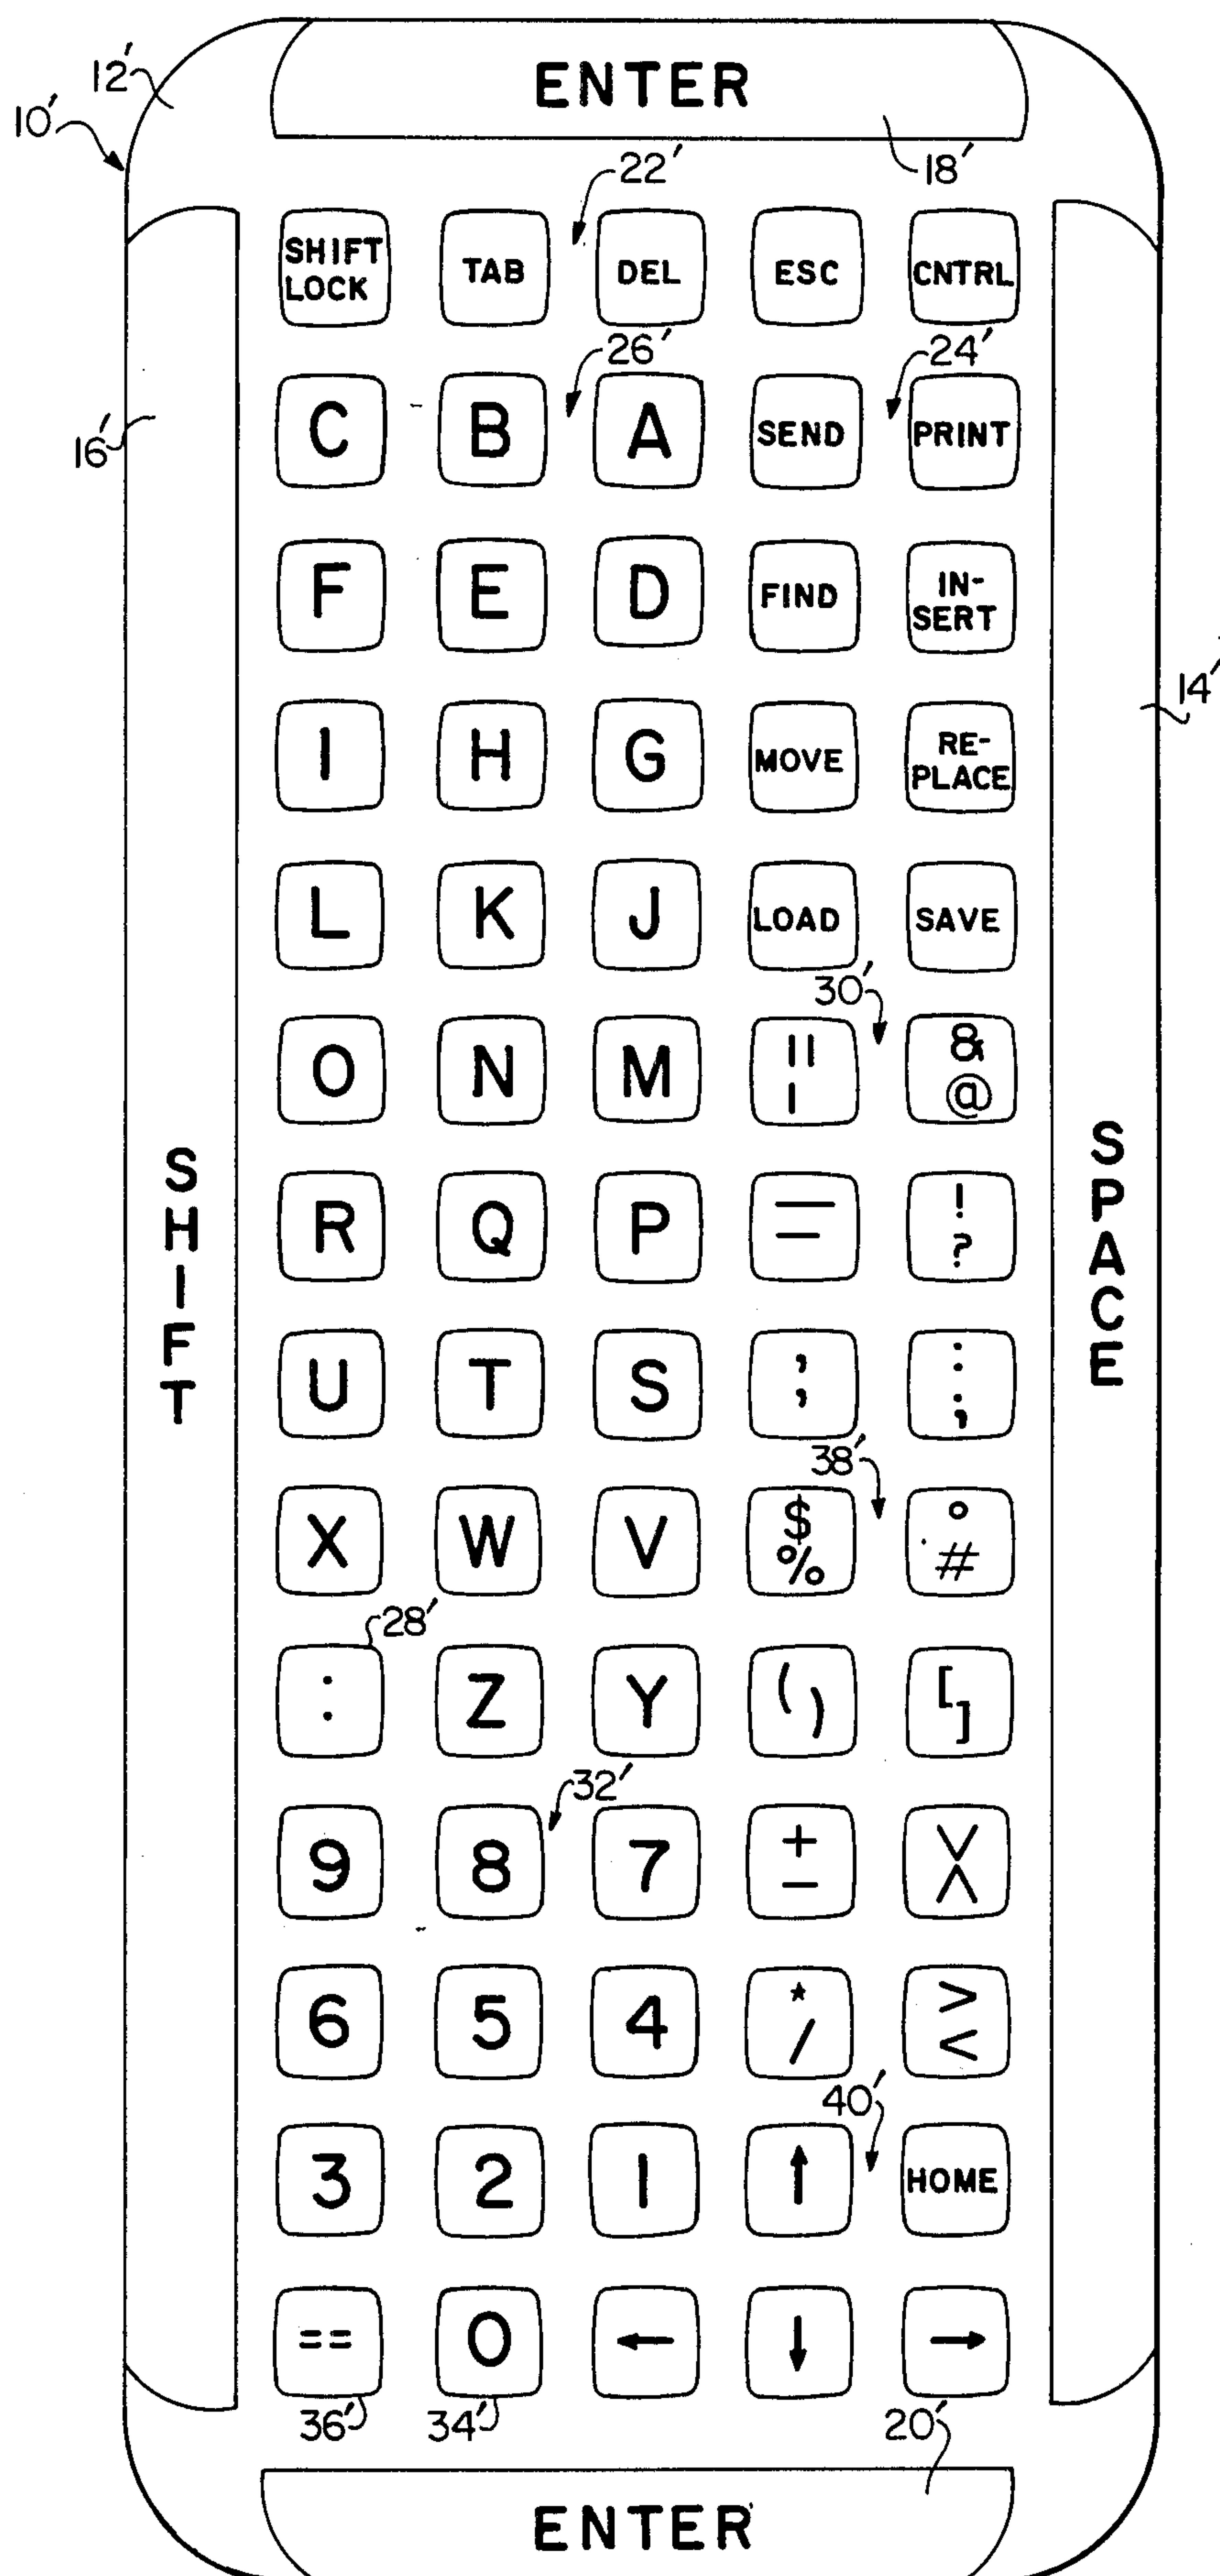 ENTER
12′
10′
18′
22′
SHIFT LOCK TAB DEL ESC CNTRL
26′ 24′
C B A SEND PRINT
16′
F E D FIND IN-SERT
14′
I H G MOVE RE-PLACE
L K J LOAD SAVE
30′
O N M " ' & @
SHIFT
SPACE
R Q P — – ! ?
U T S , , : ;
38′
X W V $ % ° #
28′
: Z Y ( ) [ ]
32′
9 8 7 + − ∨ ∧
6 5 4 * / > <
40′
3 2 1 ↑ HOME
== 0 ← ↓ →
36′ 34′ 20′
ENTER